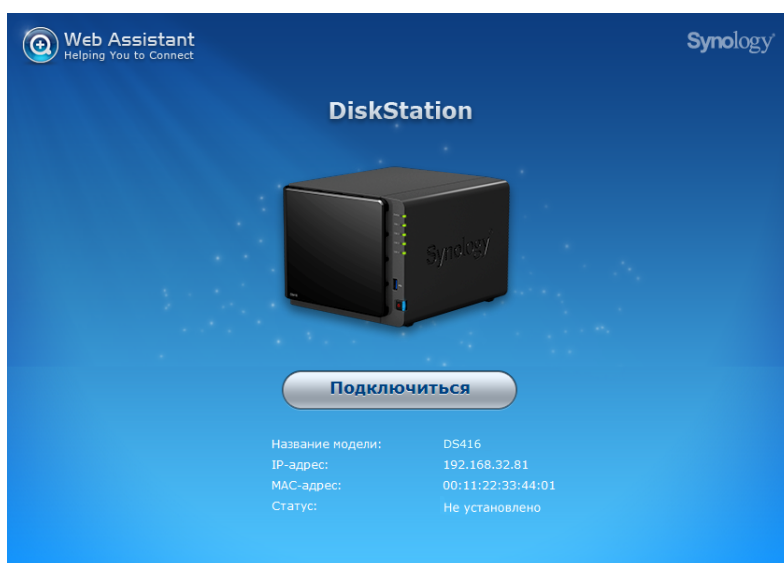 Web Assistant
Helping You to Connect
Synology
DiskStation
Synology
Подключиться
Название модели: DS416
IP-адрес: 192.168.32.81
MAC-адрес: 00:11:22:33:44:01
Статус: Не установлено